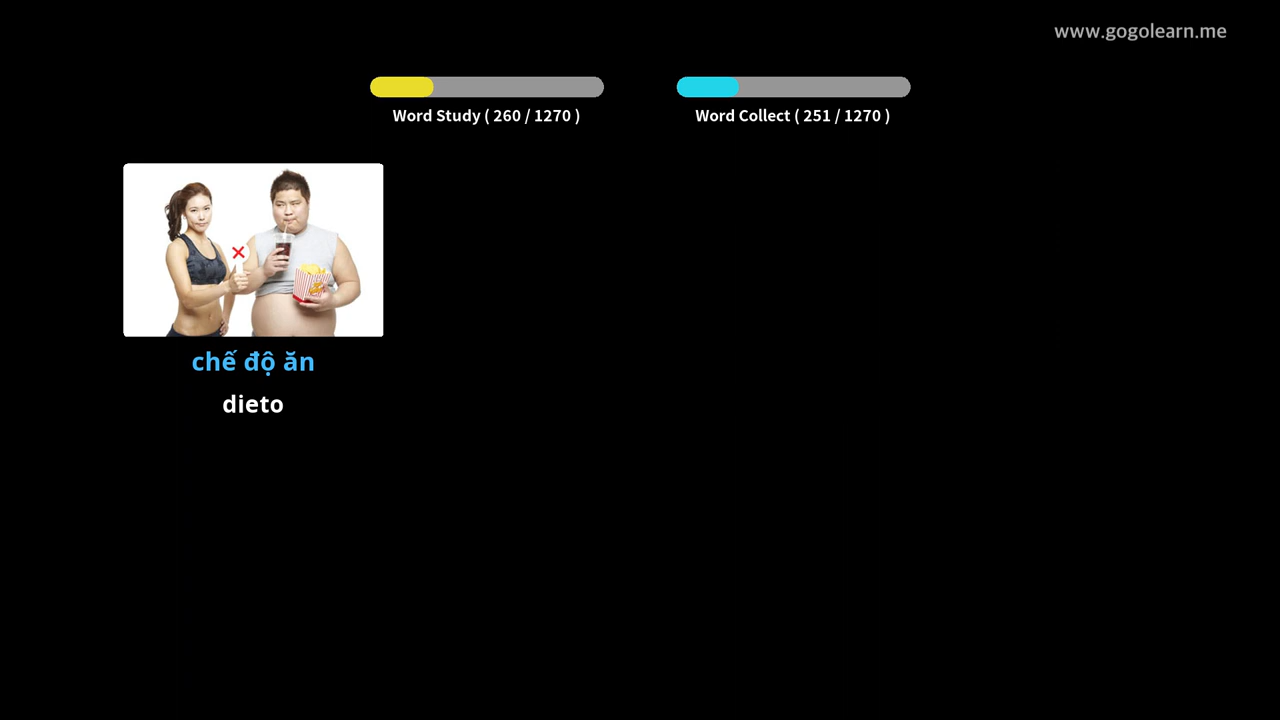 www.gogolearn.me
Word Study ( 260 / 1270 )
Word Collect ( 251 / 1270 )
chế độ ăn
dieto